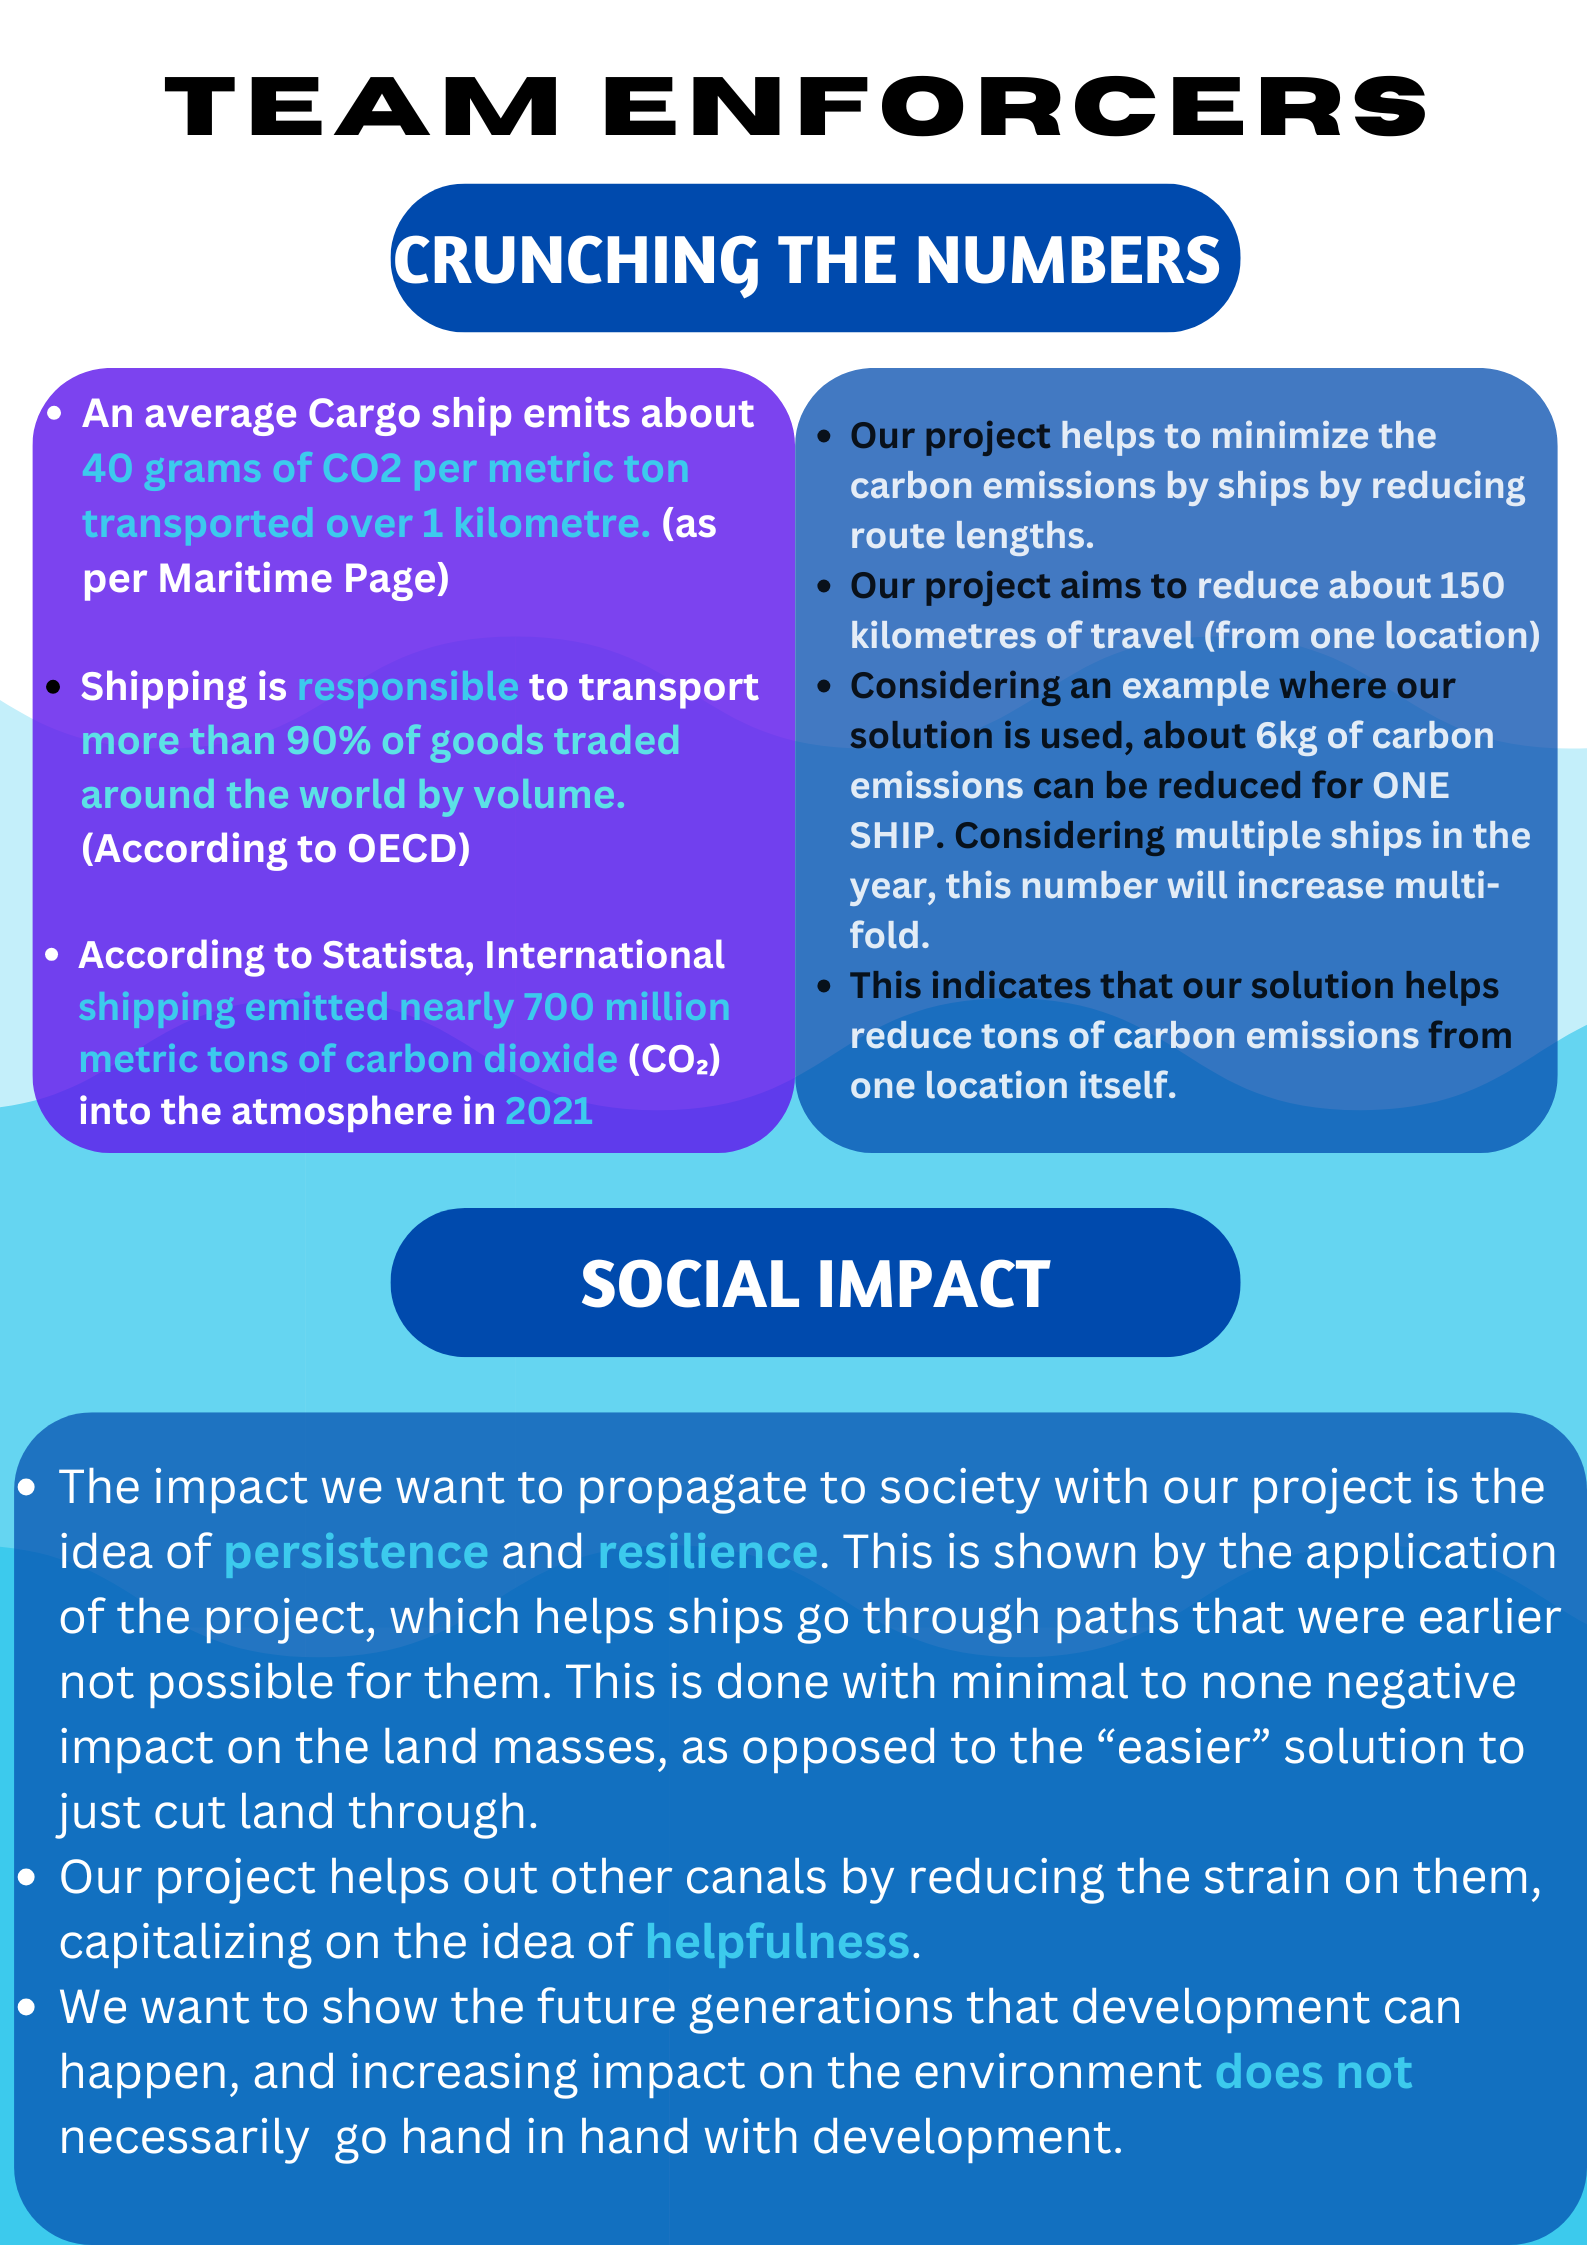 TEAM ENFORCERS
CRUNCHING THE NUMBERS
• An average Cargo ship emits about
40 grams of CO2 per metric ton
transported over 1 kilometre. (as
per Maritime Page)
• Shipping is responsible to transport
more than 90% of goods traded
around the world by volume.
(According to OECD)
• According to Statista, International
shipping emitted nearly 700 million
metric tons of carbon dioxide (CO₂)
into the atmosphere in 2021
• Our project helps to minimize the
carbon emissions by ships by reducing
route lengths.
• Our project aims to reduce about 150
kilometres of travel (from one location)
• Considering an example where our
solution is used, about 6kg of carbon
emissions can be reduced for ONE
SHIP. Considering multiple ships in the
year, this number will increase multi-
fold.
• This indicates that our solution helps
reduce tons of carbon emissions from
one location itself.
SOCIAL IMPACT
• The impact we want to propagate to society with our project is the
idea of persistence and resilience. This is shown by the application
of the project, which helps ships go through paths that were earlier
not possible for them. This is done with minimal to none negative
impact on the land masses, as opposed to the “easier” solution to
just cut land through.
• Our project helps out other canals by reducing the strain on them,
capitalizing on the idea of helpfulness.
• We want to show the future generations that development can
happen, and increasing impact on the environment does not
necessarily  go hand in hand with development.